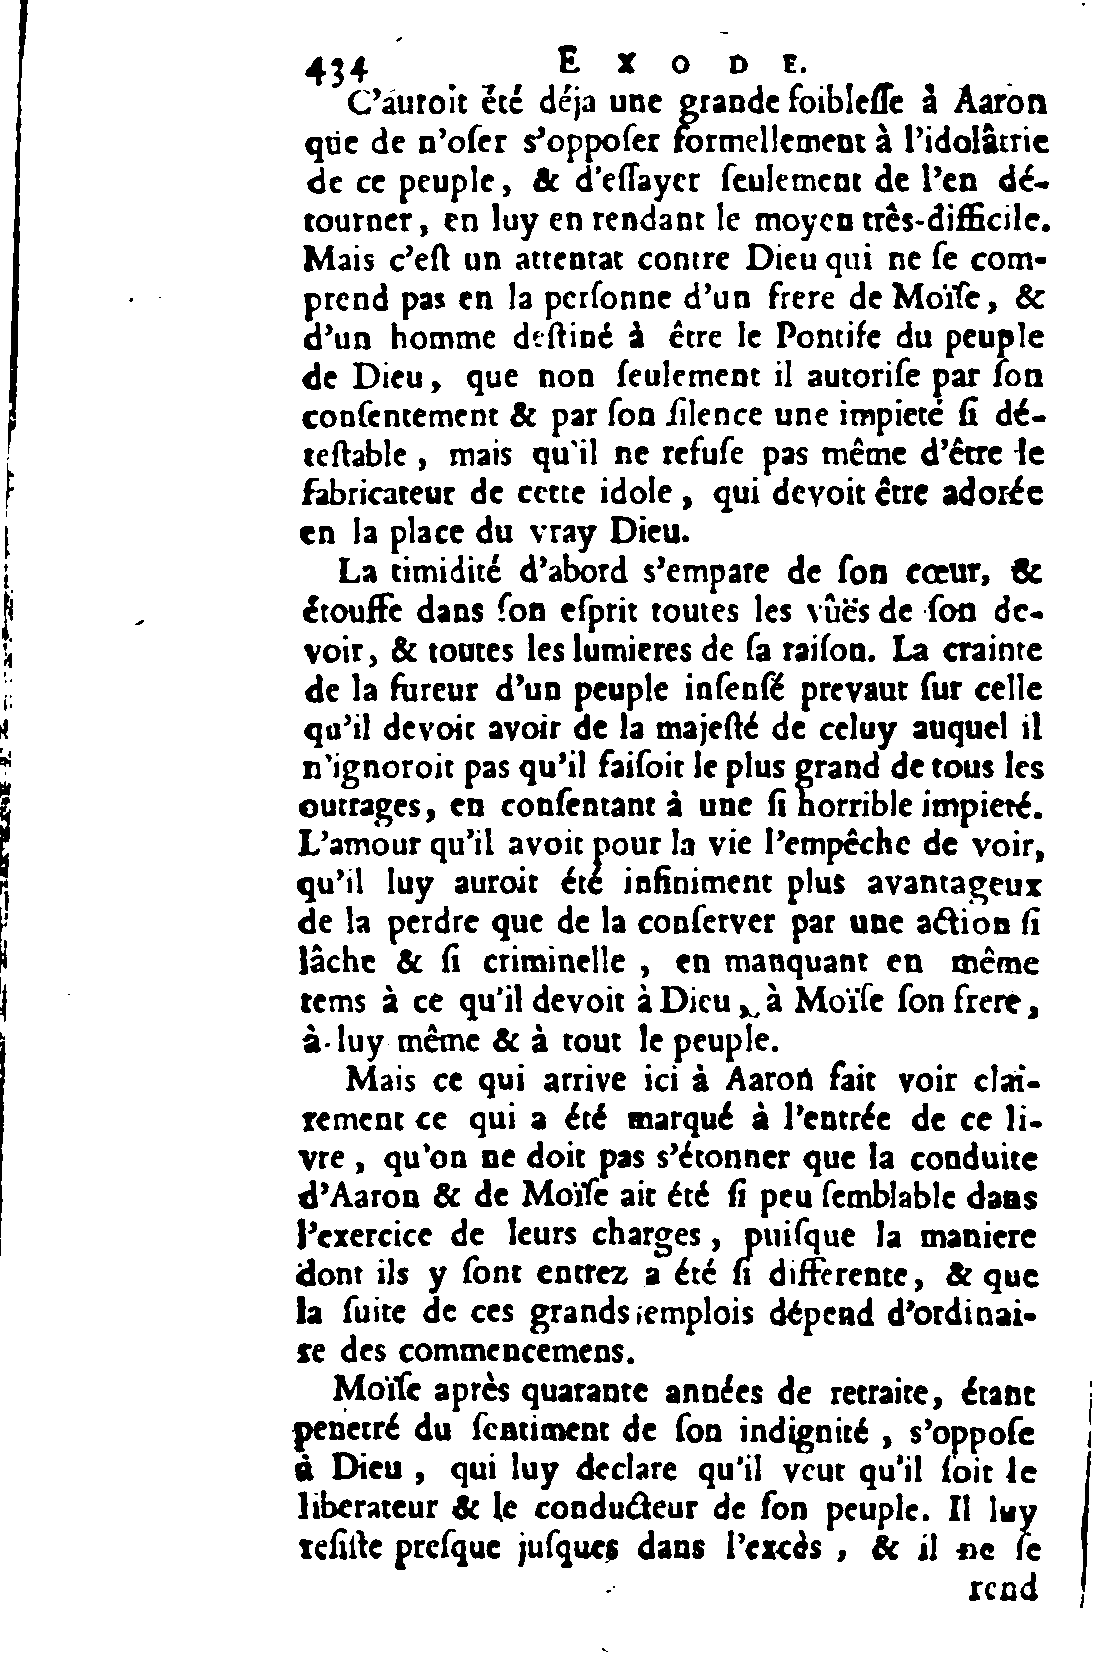 434 EXODE.
C'auroit été déja une grande foibleſſe à Aaron
que de n'oſer s'oppoſer formellement à l'idolâtrie
de ce peuple, & d'eſſayer ſeulement de l'en dé-
tourner, en luy en rendant le moyen très-difficile.
Mais c'eſt un attentat contre Dieu qui ne ſe com-
prend pas en la perſonne d'un frere de Moïſe, &
d'un homme deſtiné à être le Pontife du peuple
de Dieu, que non ſeulement il autoriſe par ſon
conſentement & par ſon ſilence une impieté ſi dé-
teſtable, mais qu'il ne refuſe pas même d'être le
fabricateur de cette idole, qui devoit être adorée
en la place du vray Dieu.
La timidité d'abord s'empare de ſon cœur, &
étouffe dans ſon eſprit toutes les vûës de ſon de-
voir, & toutes les lumieres de ſa raiſon. La crainte
de la fureur d'un peuple inſenſé prevaut ſur celle
qu'il devoit avoir de la majeſté de celuy auquel il
n'ignoroit pas qu'il faiſoit le plus grand de tous les
outrages, en conſentant à une ſi horrible impieté.
L'amour qu'il avoit pour la vie l'empêche de voir,
qu'il luy auroit été infiniment plus avantageux
de la perdre que de la conſerver par une action ſi
lâche & ſi criminelle, en manquant en même
tems à ce qu'il devoit à Dieu, à Moïſe ſon frere,
à-luy même & à tout le peuple.
Mais ce qui arrive ici à Aaron fait voir clai-
rement ce qui a été marqué à l'entrée de ce li-
vre, qu'on ne doit pas s'étonner que la conduite
d'Aaron & de Moïſe ait été ſi peu ſemblable dans
l'exercice de leurs charges, puiſque la maniere
dont ils y ſont entrez a été ſi differente, & que
la ſuite de ces grands emplois dépend d'ordinai-
re des commencemens.
Moïſe après quarante années de retraite, étant
penetré du ſentiment de ſon indignité, s'oppoſe
à Dieu, qui luy declare qu'il veut qu'il ſoit le
liberateur & le conducteur de ſon peuple. Il luy
reſiſte preſque juſques dans l'excès, & il ne ſe
rend